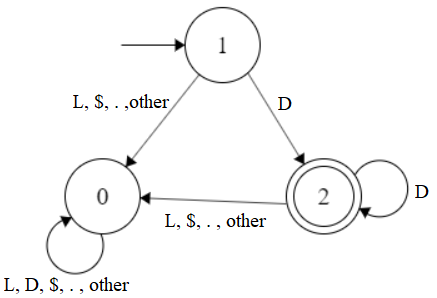 1
L, $, . ,other
D
0
2
D
L, $, . , other
L, D, $, . , other